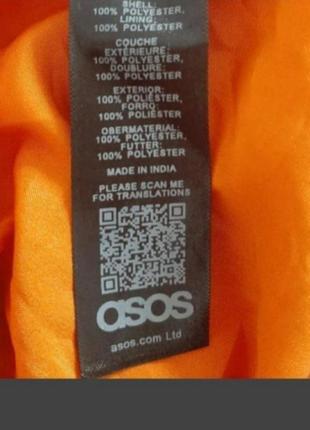 SHELL:
100% POLYESTER,
LINING:
100% POLYESTER
COUCHE
EXTÉRIEURE:
100% POLYESTER,
DOUBLURE:
100% POLYESTER
EXTERIOR:
100% POLIÉSTER,
FORRO:
100% POLIÉSTER
OBERMATERIAL:
100% POLYESTER,
FUTTER:
100% POLYESTER
MADE IN INDIA
PLEASE SCAN ME
FOR TRANSLATIONS
asos
asos.com Ltd